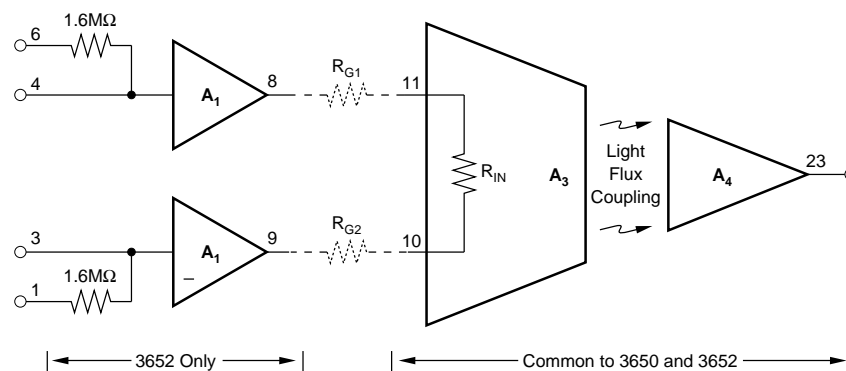 1.6MΩ
6
4
A1
8
RG1
11
RIN
A3
Light
Flux
Coupling
A4
23
3
A1
–
9
RG2
10
1.6MΩ
1
3652 Only
Common to 3650 and 3652